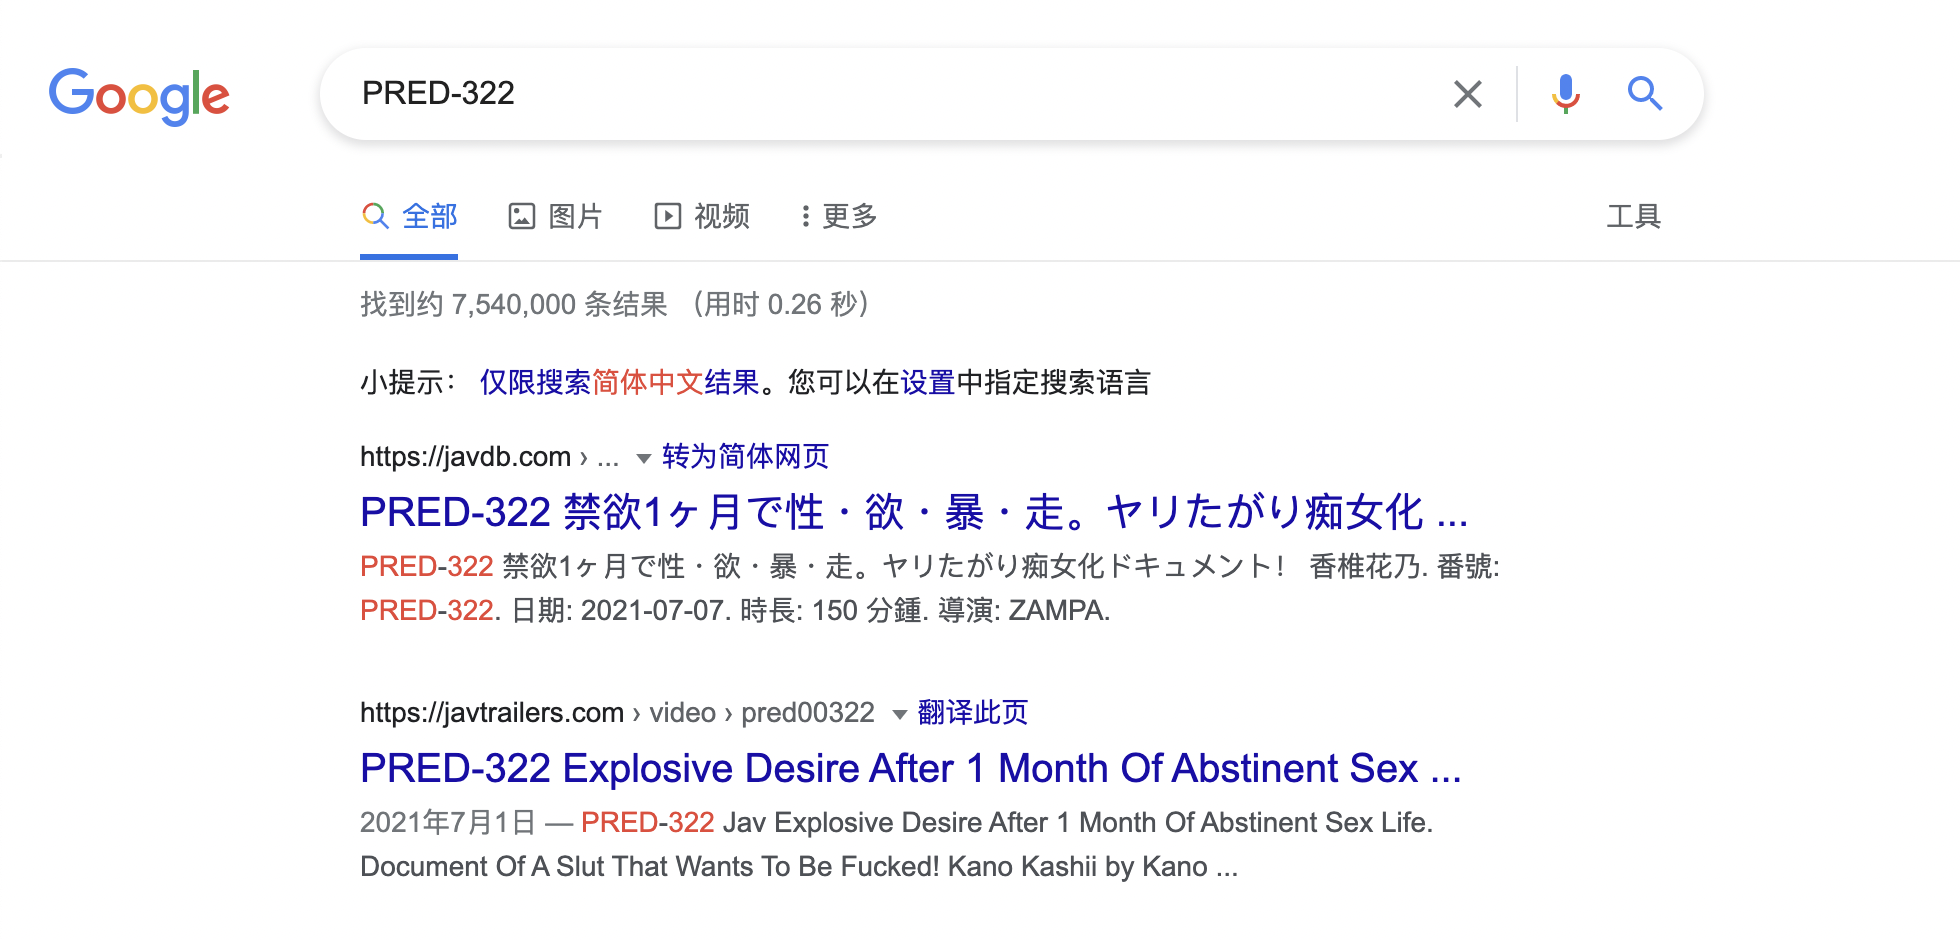 Google
PRED-322
全部 图片 视频 更多 工具
找到约 7,540,000 条结果 （用时 0.26 秒）
小提示： 仅限搜索简体中文结果。您可以在设置中指定搜索语言
https://javdb.com › ... 转为简体网页
PRED-322 禁欲1ヶ月で性・欲・暴・走。ヤリたがり痴女化 ...
PRED-322 禁欲1ヶ月で性・欲・暴・走。ヤリたがり痴女化ドキュメント！ 香椎花乃. 番號:
PRED-322. 日期: 2021-07-07. 時長: 150 分鍾. 導演: ZAMPA.
https://javtrailers.com › video › pred00322 翻译此页
PRED-322 Explosive Desire After 1 Month Of Abstinent Sex ...
2021年7月1日 — PRED-322 Jav Explosive Desire After 1 Month Of Abstinent Sex Life.
Document Of A Slut That Wants To Be Fucked! Kano Kashii by Kano ...